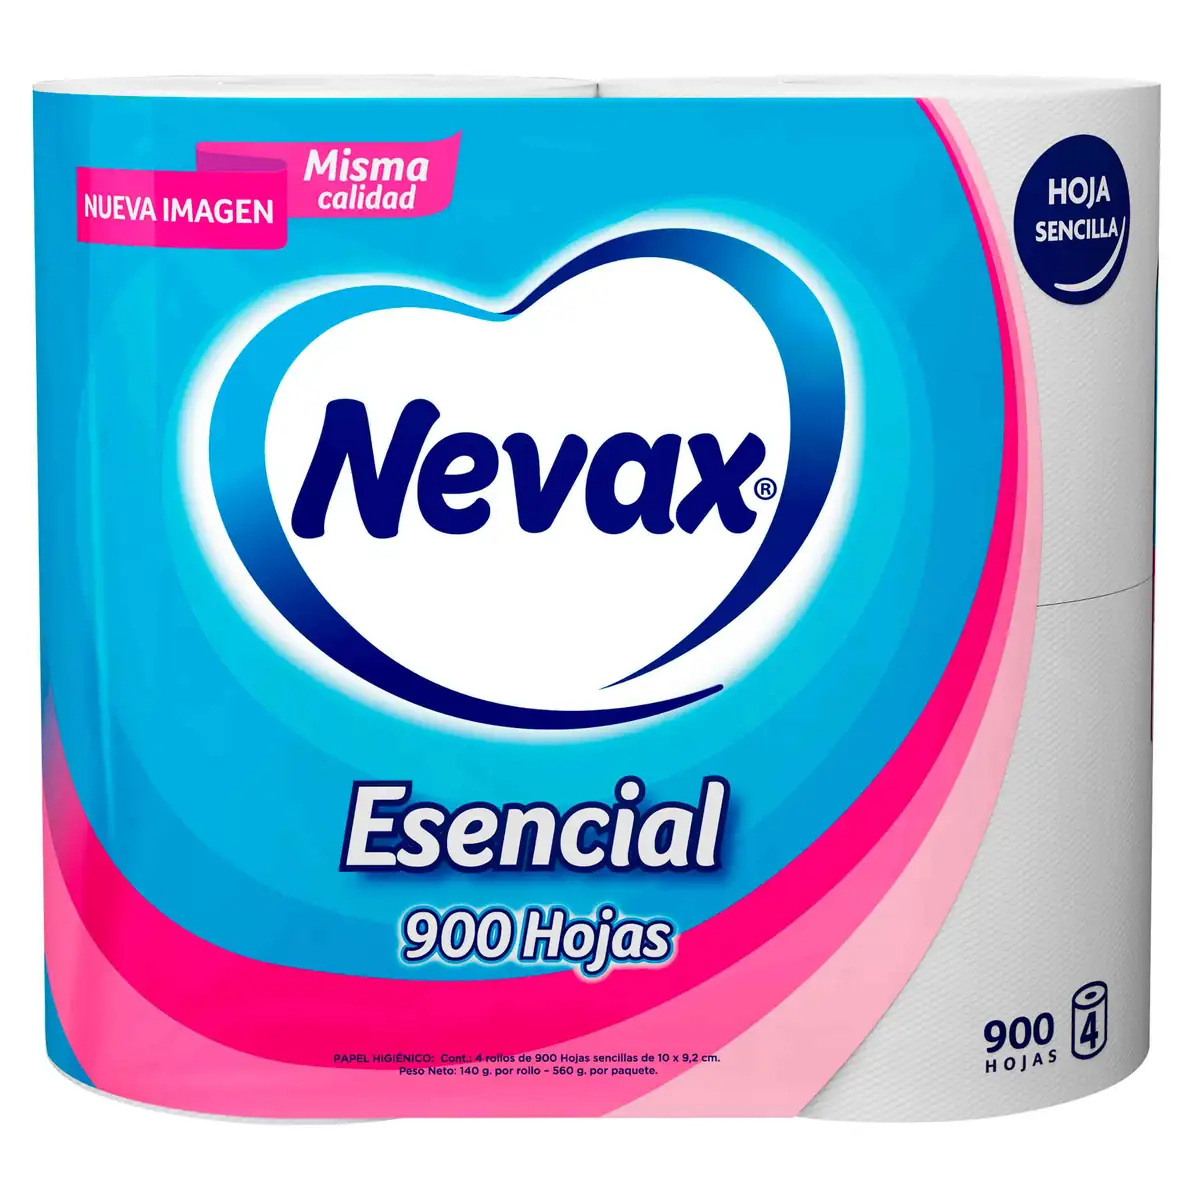 NUEVA IMAGEN
Misma
calidad
HOJA
SENCILLA
Nevax®
Esencial
900 Hojas
900
HOJAS
4
PAPEL HIGIÉNICO: Cont.: 4 rollos de 900 Hojas sencillas de 10 x 9,2 cm.
Peso Neto: 140 g. por rollo – 560 g. por paquete.